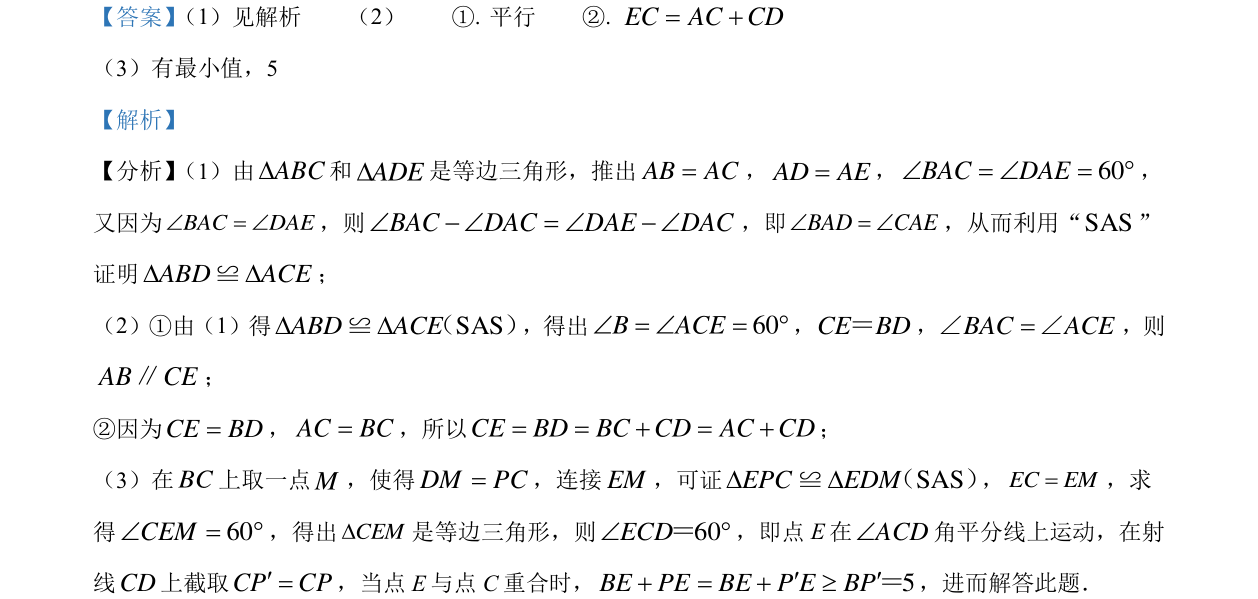 【答案】（1）见解析 （2） ①. 平行 ②. EC = AC + CD
（3）有最小值，5
【解析】
【分析】（1）由ΔABC和ΔADE是等边三角形，推出AB = AC，AD = AE，∠BAC = ∠DAE = 60°，
又因为∠BAC = ∠DAE，则∠BAC − ∠DAC = ∠DAE − ∠DAC，即∠BAD = ∠CAE，从而利用“SAS”
证明ΔABD ≌ ΔACE；
（2）①由（1）得ΔABD ≌ ΔACE(SAS)，得出∠B = ∠ACE = 60°，CE=BD，∠BAC = ∠ACE，则
AB∥CE；
②因为CE = BD，AC = BC，所以CE = BD = BC + CD = AC + CD；
（3）在BC上取一点M，使得DM = PC，连接EM，可证ΔEPC ≌ ΔEDM(SAS)，EC = EM，求
得∠CEM = 60°，得出ΔCEM是等边三角形，则∠ECD=60°，即点E在∠ACD角平分线上运动，在射
线CD上截取CP′ = CP，当点E与点C重合时，BE + PE = BE + P′E ≥ BP′=5，进而解答此题．